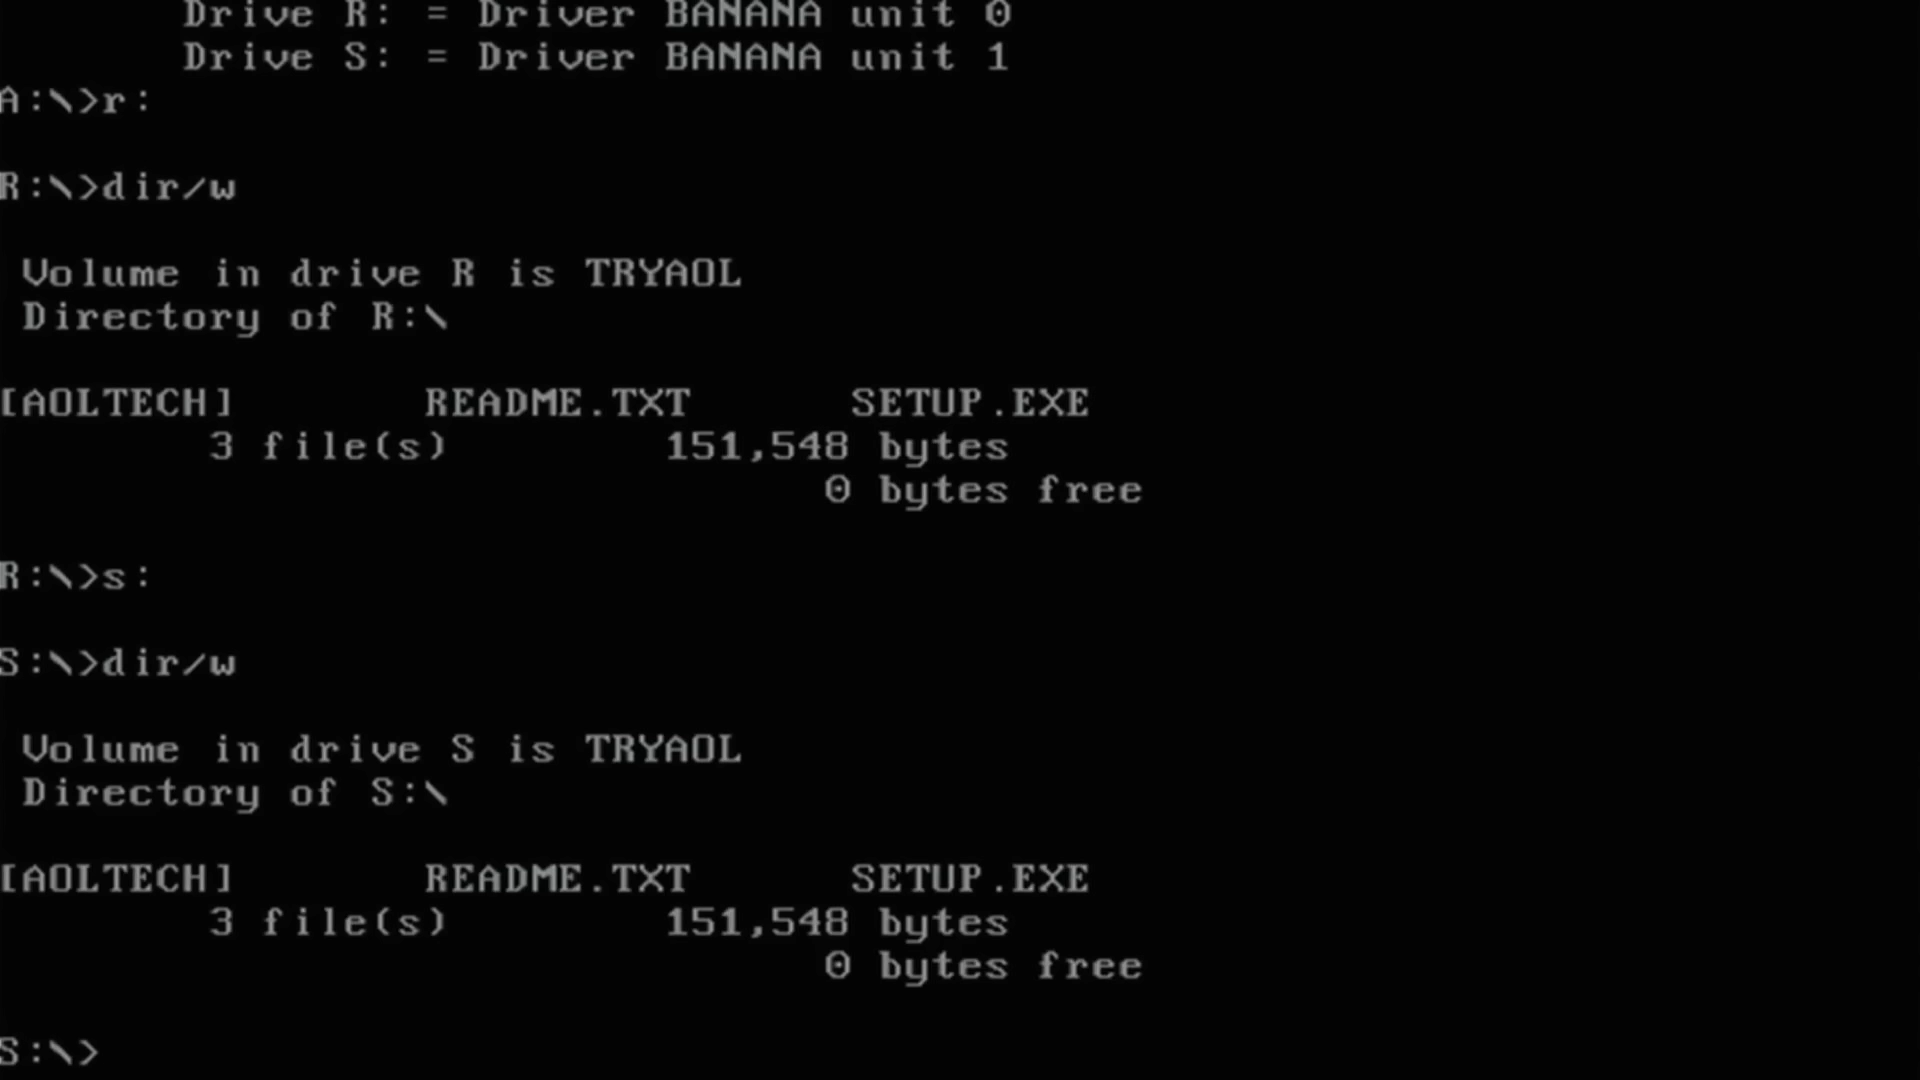 Drive R: = Driver BANANA unit 0
Drive S: = Driver BANANA unit 1
A:\>r:
R:\>dir/w
Volume in drive R is TRYAOL
Directory of R:\
[AOLTECH] README.TXT SETUP.EXE
3 file(s) 151,548 bytes
0 bytes free
R:\>s:
S:\>dir/w
Volume in drive S is TRYAOL
Directory of S:\
[AOLTECH] README.TXT SETUP.EXE
3 file(s) 151,548 bytes
0 bytes free
S:\>